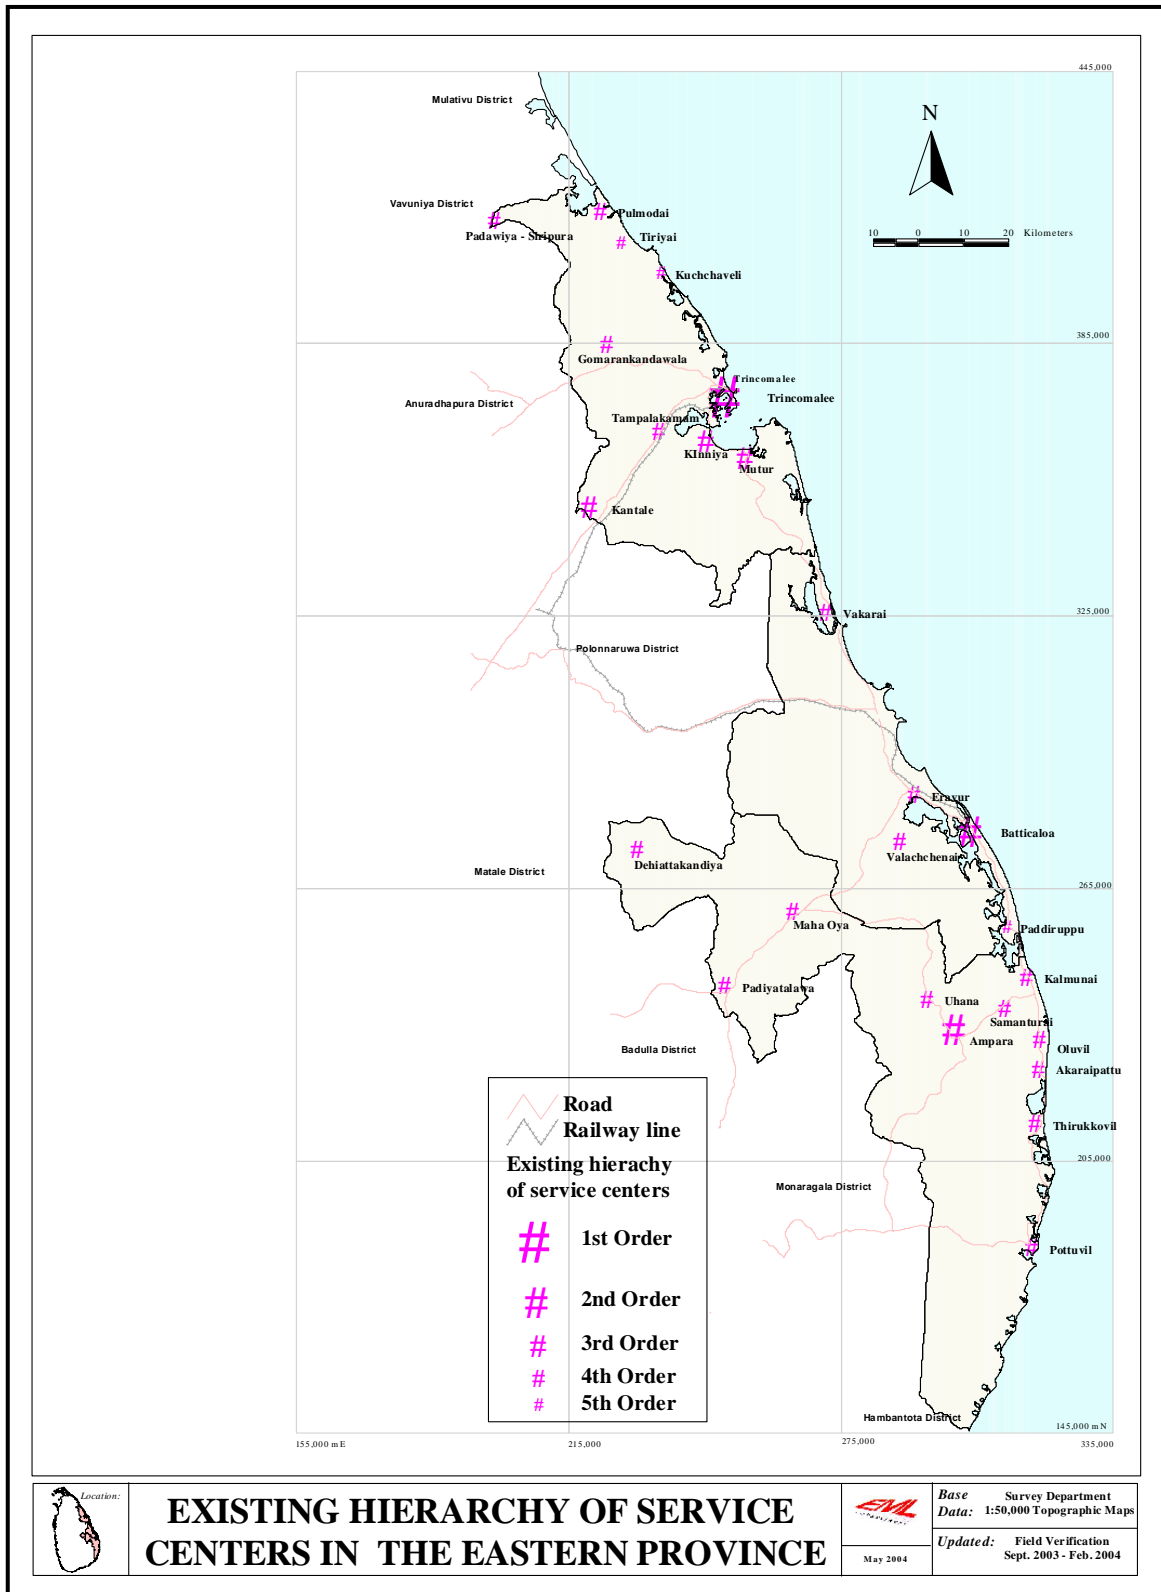 445,000
Mulativu District
N
Vavuniya District
Pulmodai
10 0 10 20 Kilometers
Padawiya - Siripura
Tiriyai
Kuchchaveli
385,000
Gomarankandawala
Trincomalee
Trincomalee
Anuradhapura District
Tampalakamam
KInniya
Mutur
Kantale
Vakarai
325,000
Polonnaruwa District
Eravur
Batticaloa
Valachchenai
Dehiattakandiya
Matale District
265,000
Maha Oya
Paddiruppu
Kalmunai
Padiyatalawa
Uhana
Samanturai
Ampara
Oluvil
Badulla District
Akaraipattu
Road
Railway line
Existing hierachy
of service centers
Thirukkovil
205,000
Monaragala District
1st Order
Pottuvil
2nd Order
3rd Order
4th Order
5th Order
Hambantota District
145,000 mN
155,000 mE
215,000
275,000
335,000
Location:
EXISTING HIERARCHY OF SERVICE
CENTERS IN THE EASTERN PROVINCE
EML
May 2004
Base Data: Survey Department
1:50,000 Topographic Maps
Updated: Field Verification
Sept. 2003 - Feb. 2004